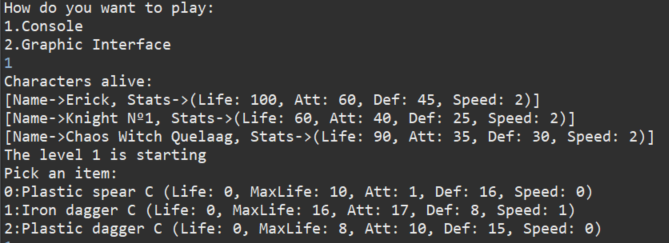 How do you want to play:
1.Console
2.Graphic Interface
1
Characters alive:
[Name->Erick, Stats->(Life: 100, Att: 60, Def: 45, Speed: 2)]
[Name->Knight Nº1, Stats->(Life: 60, Att: 40, Def: 25, Speed: 2)]
[Name->Chaos Witch Quelaag, Stats->(Life: 90, Att: 35, Def: 30, Speed: 2)]
The level 1 is starting
Pick an item:
0:Plastic spear C (Life: 0, MaxLife: 10, Att: 1, Def: 16, Speed: 0)
1:Iron dagger C (Life: 0, MaxLife: 16, Att: 17, Def: 8, Speed: 1)
2:Plastic dagger C (Life: 0, MaxLife: 8, Att: 10, Def: 15, Speed: 0)